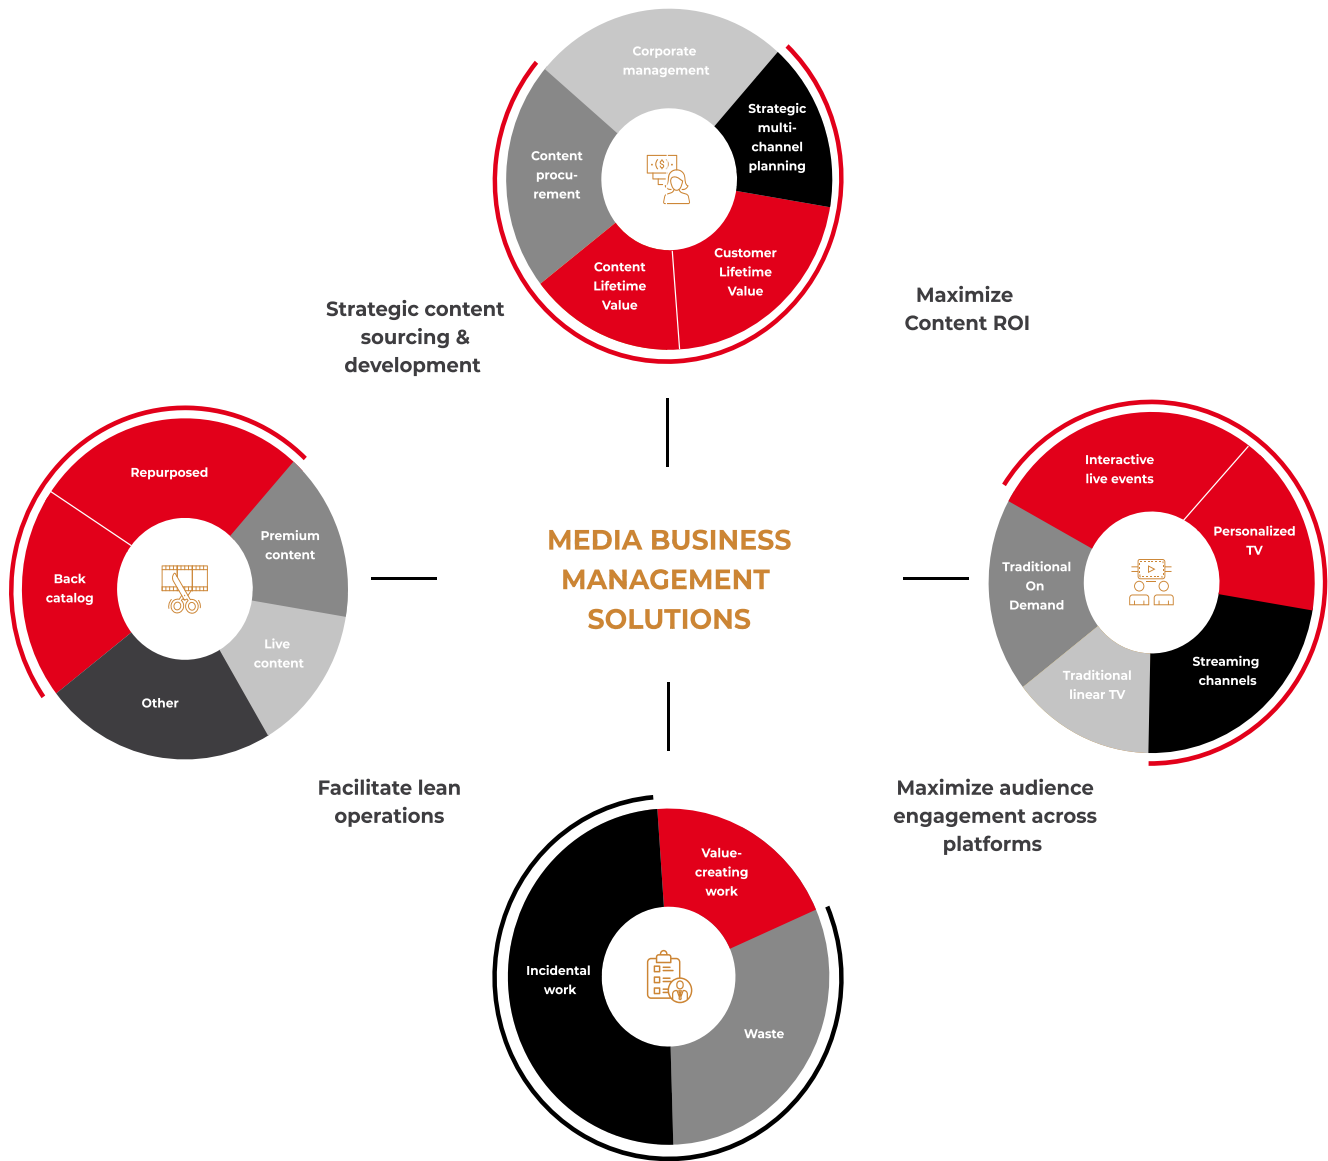 Corporate
management
Strategic
multi-
channel
planning
Content
procu-
rement
Customer
Lifetime
Value
Content
Lifetime
Value
($)
Strategic content
sourcing &
development
Maximize
Content ROI
Repurposed
Premium
content
Back
catalog
Live
content
Other
MEDIA BUSINESS
MANAGEMENT
SOLUTIONS
Interactive
live events
Personalized
TV
Traditional
On
Demand
Streaming
channels
Traditional
linear TV
Facilitate lean
operations
Maximize audience
engagement across
platforms
Value-
creating
work
Incidental
work
Waste